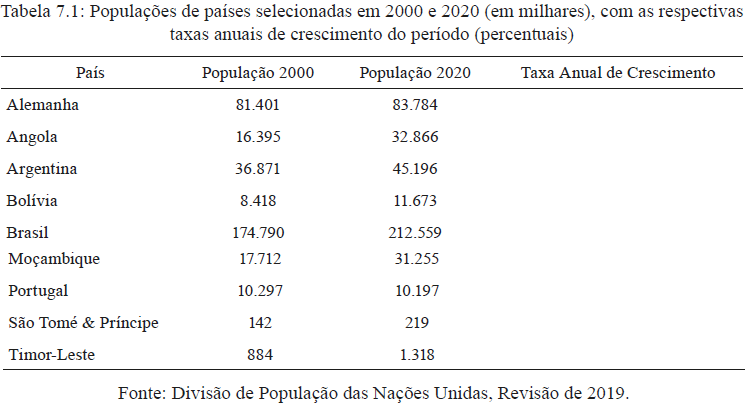 Tabela 7.1: Populações de países selecionadas em 2000 e 2020 (em milhares), com as respectivas
taxas anuais de crescimento do período (percentuais)
País População 2000 População 2020 Taxa Anual de Crescimento
Alemanha 81.401 83.784
Angola 16.395 32.866
Argentina 36.871 45.196
Bolívia 8.418 11.673
Brasil 174.790 212.559
Moçambique 17.712 31.255
Portugal 10.297 10.197
São Tomé & Príncipe 142 219
Timor-Leste 884 1.318
Fonte: Divisão de População das Nações Unidas, Revisão de 2019.